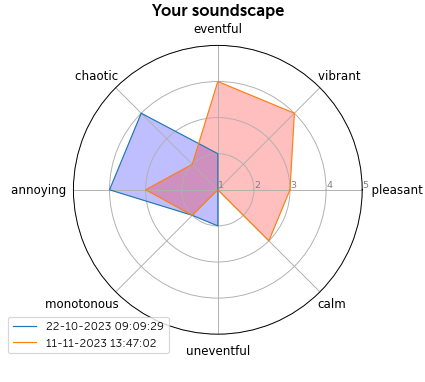 Your soundscape
eventful
chaotic
vibrant
annoying
1
2
3
4
5
pleasant
monotonous
calm
22-10-2023 09:09:29
11-11-2023 13:47:02
uneventful